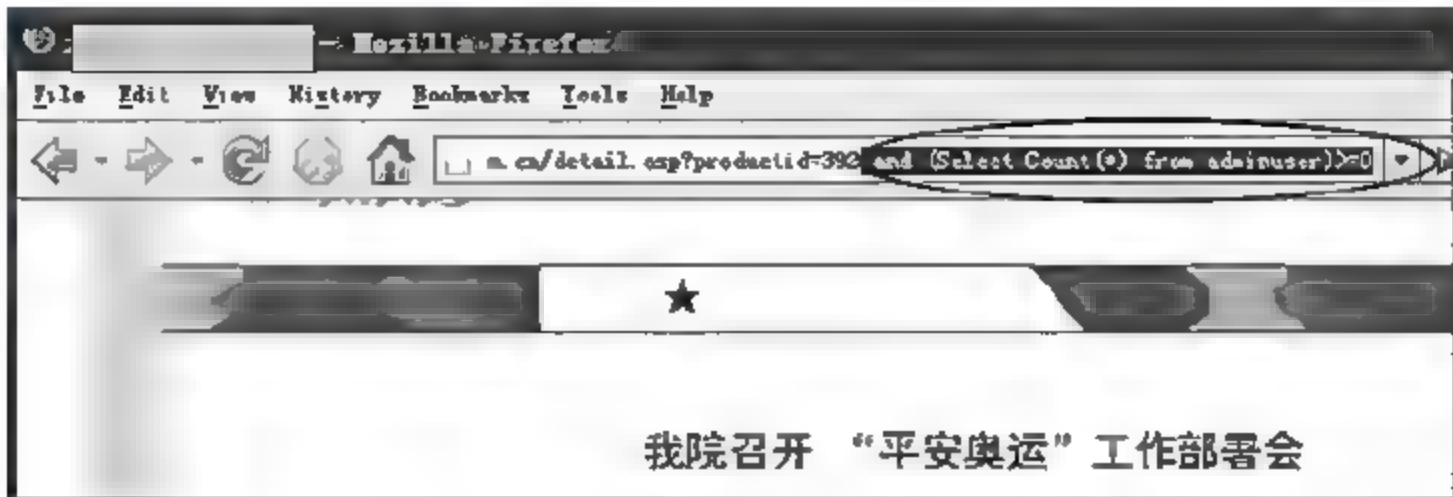 - Mozilla Firefox
File Edit View History Bookmarks Tools Help
n.cn/detail.asp?productid=392 and (Select Count(*) from adminuser)>=0
我院召开 “平安奥运” 工作部署会